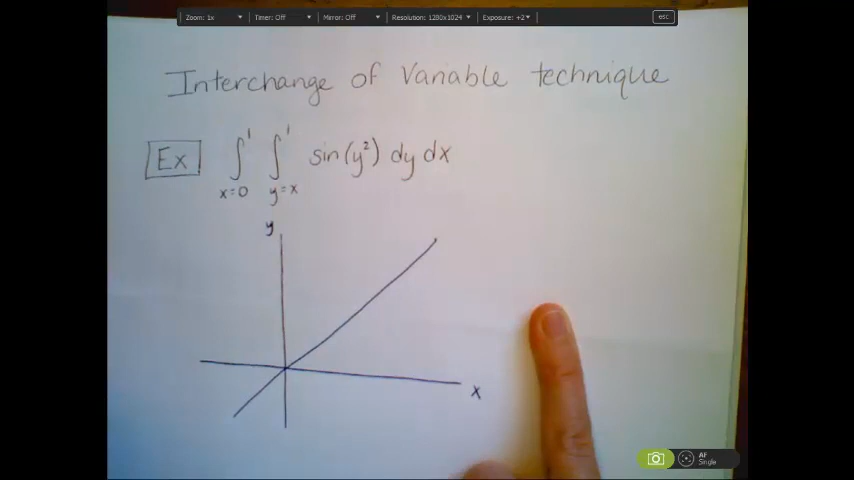 Zoom: 1x Timer: Off Mirror: Off Resolution: 1280x1024 Exposure: +2 esc
Interchange of Variable technique
Ex ∫_{x=0}^{1} ∫_{y=x}^{1} sin(y²) dy dx
y
x
AF
Single